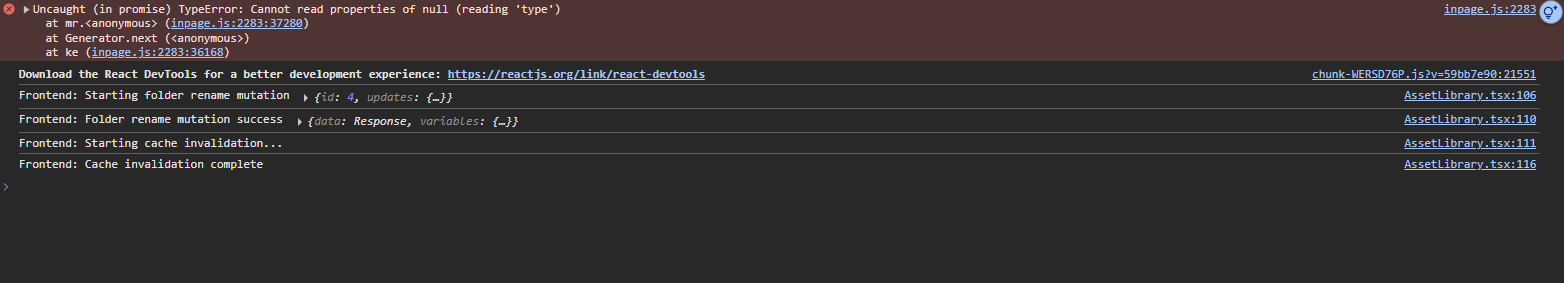 Uncaught (in promise) TypeError: Cannot read properties of null (reading 'type') inpage.js:2283
at mr.<anonymous> (inpage.js:2283:37280)
at Generator.next (<anonymous>)
at ke (inpage.js:2283:36168)
Download the React DevTools for a better development experience: https://reactjs.org/link/react-devtools chunk-WERSD76P.js?v=59bb7e90:21551
Frontend: Starting folder rename mutation {id: 4, updates: {…}} AssetLibrary.tsx:106
Frontend: Folder rename mutation success {data: Response, variables: {…}} AssetLibrary.tsx:110
Frontend: Starting cache invalidation... AssetLibrary.tsx:111
Frontend: Cache invalidation complete AssetLibrary.tsx:116